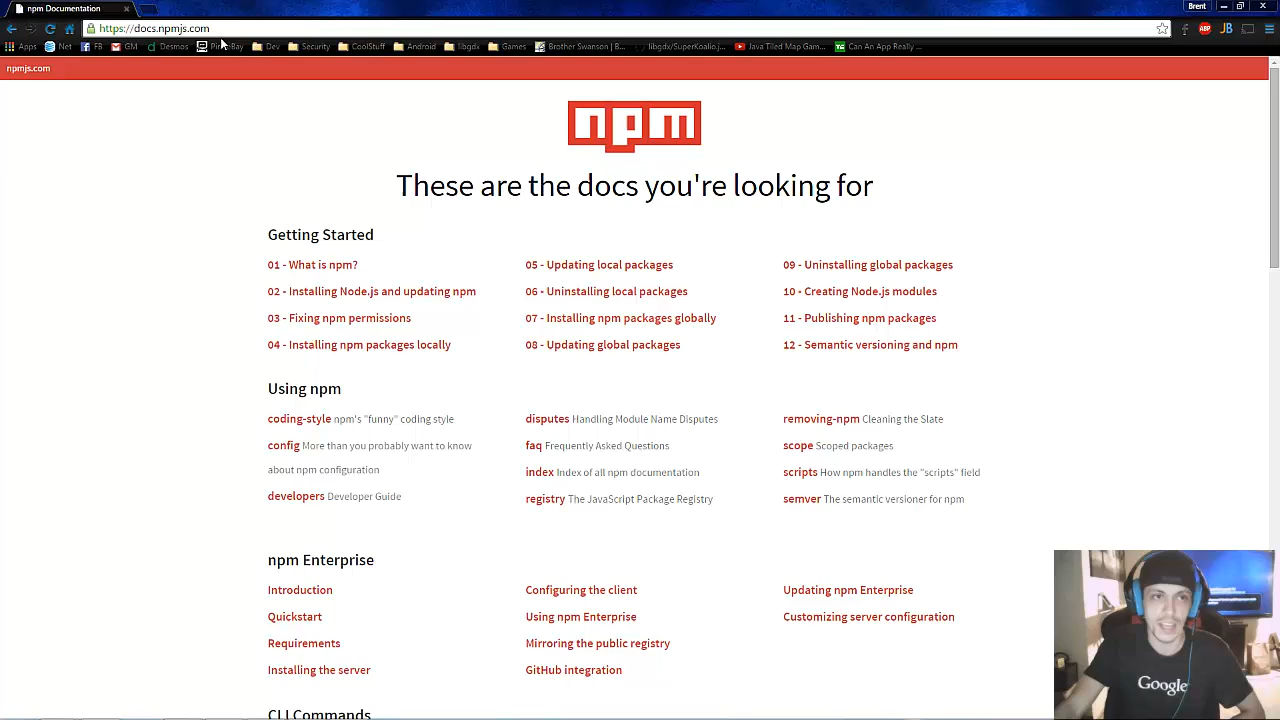 npm Documentation
Brent
https://docs.npmjs.com
Apps Net FB GM Desmos PirateBay Dev Security CoolStuff Android libgdx Games Brother Swanson | B... libgdx/SuperKoalio.j... Java Tiled Map Gam... Can An App Really ...
npmjs.com
npm
These are the docs you're looking for
Getting Started
01 - What is npm?
05 - Updating local packages
09 - Uninstalling global packages
02 - Installing Node.js and updating npm
06 - Uninstalling local packages
10 - Creating Node.js modules
03 - Fixing npm permissions
07 - Installing npm packages globally
11 - Publishing npm packages
04 - Installing npm packages locally
08 - Updating global packages
12 - Semantic versioning and npm
Using npm
coding-style npm's "funny" coding style
disputes Handling Module Name Disputes
removing-npm Cleaning the Slate
config More than you probably want to know
about npm configuration
faq Frequently Asked Questions
scope Scoped packages
index Index of all npm documentation
scripts How npm handles the "scripts" field
developers Developer Guide
registry The JavaScript Package Registry
semver The semantic versioner for npm
npm Enterprise
Introduction
Configuring the client
Updating npm Enterprise
Quickstart
Using npm Enterprise
Customizing server configuration
Requirements
Mirroring the public registry
Installing the server
GitHub integration
CLI Commands
Google
ABP
JB